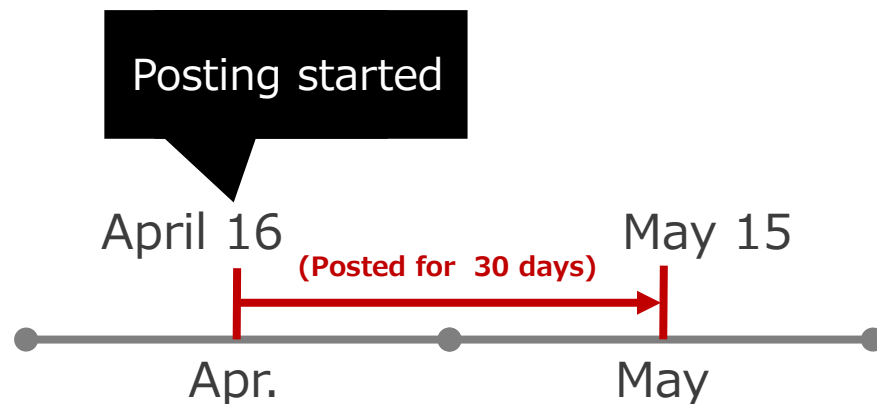 Posting started
April 16
May 15
(Posted for 30 days)
Apr.
May